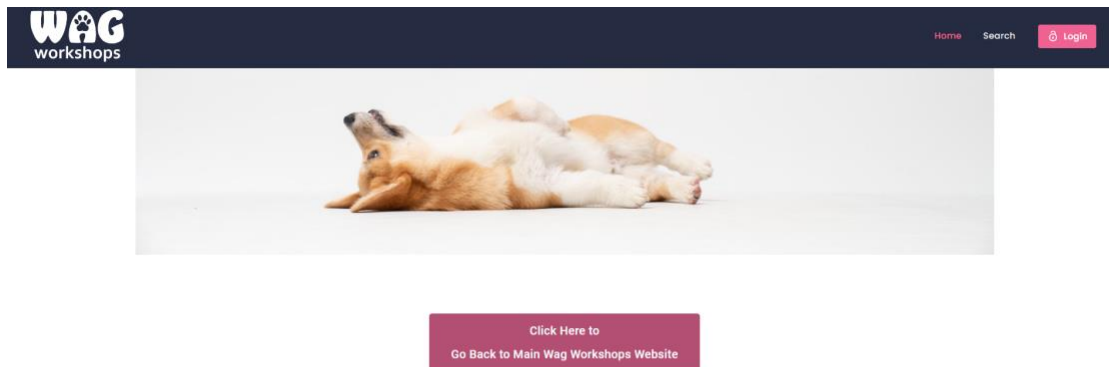 WAG
workshops
Home Search Login
Click Here to
Go Back to Main Wag Workshops Website